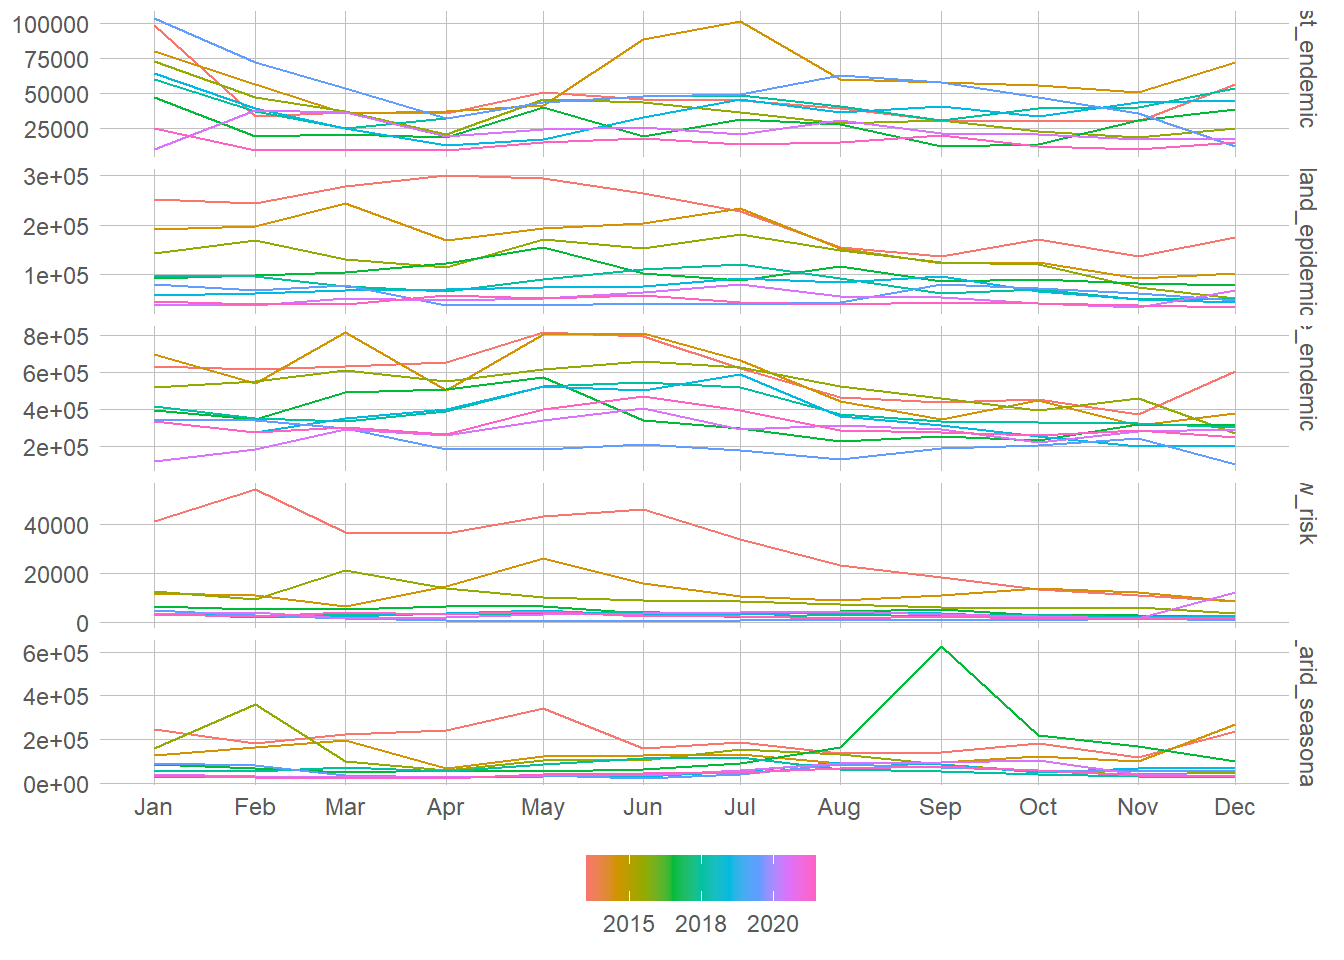 100000
75000
50000
25000
st_endemic
3e+05
2e+05
1e+05
land_epidemic
8e+05
6e+05
4e+05
2e+05
_endemic
40000
20000
0
_risk
6e+05
4e+05
2e+05
0e+00
_arid_seasona
Jan Feb Mar Apr May Jun Jul Aug Sep Oct Nov Dec
2015 2018 2020